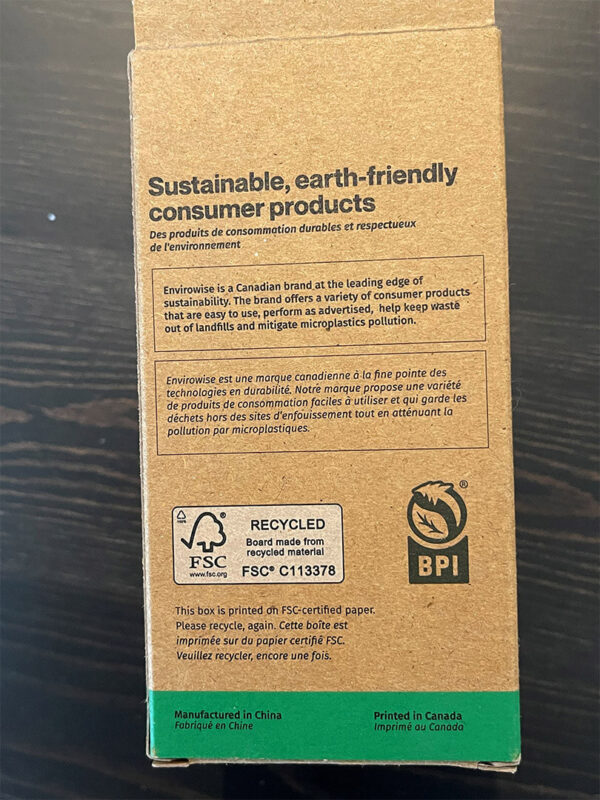 Sustainable, earth-friendly
consumer products
Des produits de consommation durables et respectueux
de l'environnement
Envirowise is a Canadian brand at the leading edge of
sustainability. The brand offers a variety of consumer products
that are easy to use, perform as advertised, help keep waste
out of landfills and mitigate microplastics pollution.
Envirowise est une marque canadienne à la fine pointes des
technologies en durabilité. Notre marque propose une variété
de produits de consommation faciles à utiliser et qui garde les
déchets hors des sites d'enfouissement tout en atténuant la
pollution par microplastiques.
FSC
www.fsc.org
RECYCLED
Board made from
recycled material
FSC® C113378
®
BPI
This box is printed on FSC-certified paper.
Please recycle, again. Cette boîte est
imprimée sur du papier certifié FSC.
Veuillez recycler, encore une fois.
Manufactured in China
Fabriqué en Chine
Printed in Canada
Imprimé au Canada